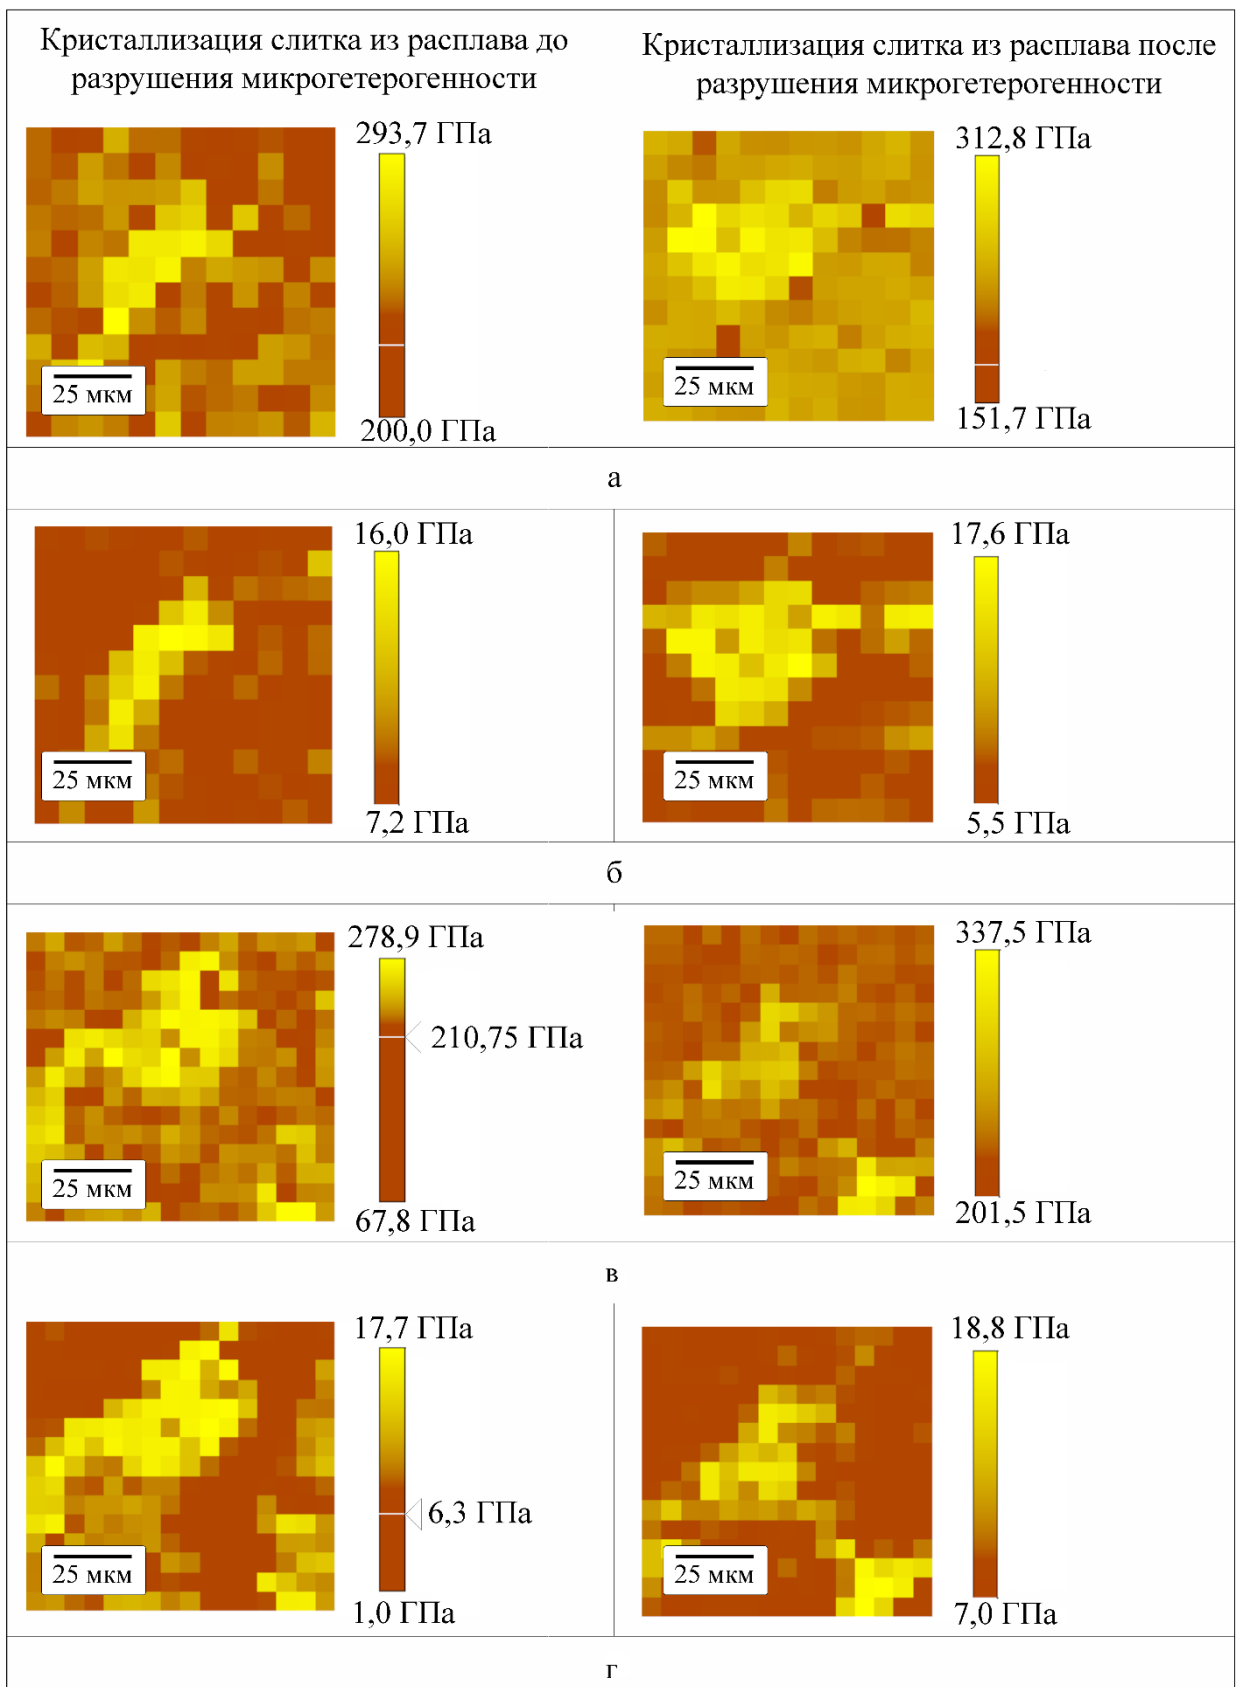 Кристаллизация слитка из расплава до
разрушения микрогетерогенности
Кристаллизация слитка из расплава после
разрушения микрогетерогенности
293,7 ГПа
25 мкм
200,0 ГПа
312,8 ГПа
25 мкм
151,7 ГПа
а
16,0 ГПа
25 мкм
7,2 ГПа
17,6 ГПа
25 мкм
5,5 ГПа
б
278,9 ГПа
210,75 ГПа
25 мкм
67,8 ГПа
337,5 ГПа
25 мкм
201,5 ГПа
в
17,7 ГПа
6,3 ГПа
25 мкм
1,0 ГПа
18,8 ГПа
25 мкм
7,0 ГПа
г